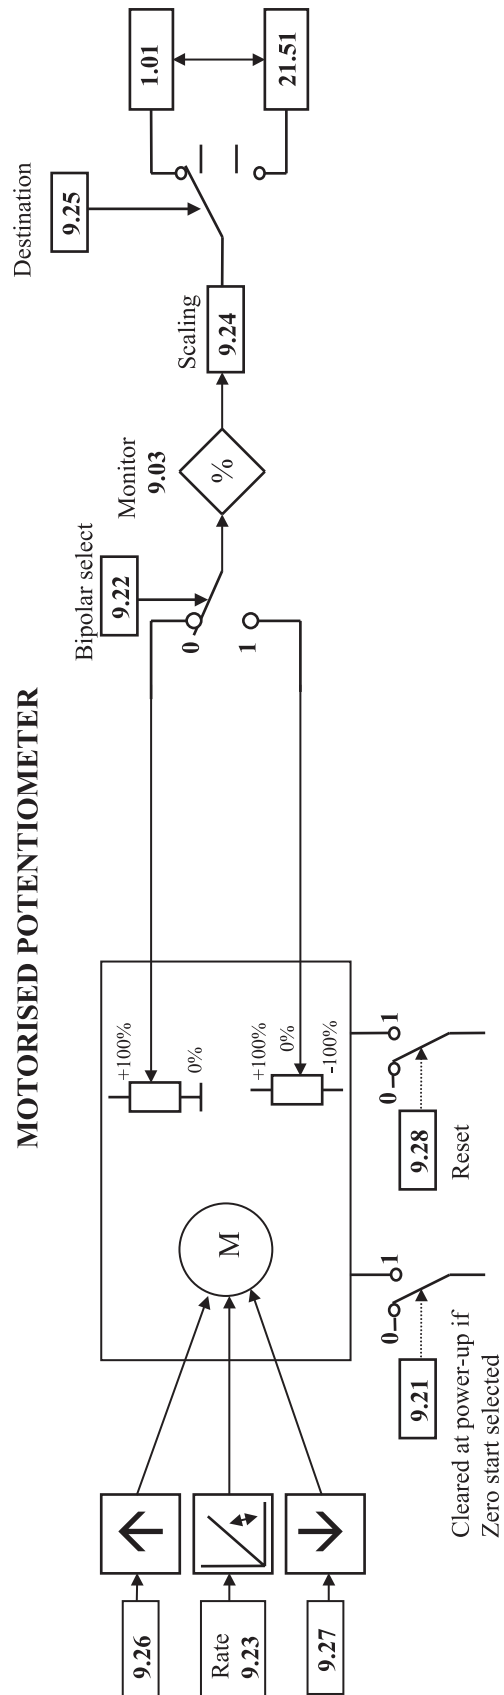 MOTORISED POTENTIOMETER
9.26
Rate
9.23
9.27
M
+100%
0%
+100%
0%
-100%
Bipolar select
9.22
0
1
Monitor
9.03
%
Scaling
9.24
Destination
9.25
1.01
21.51
0
1
9.21
Cleared at power-up if
Zero start selected
0
1
9.28
Reset